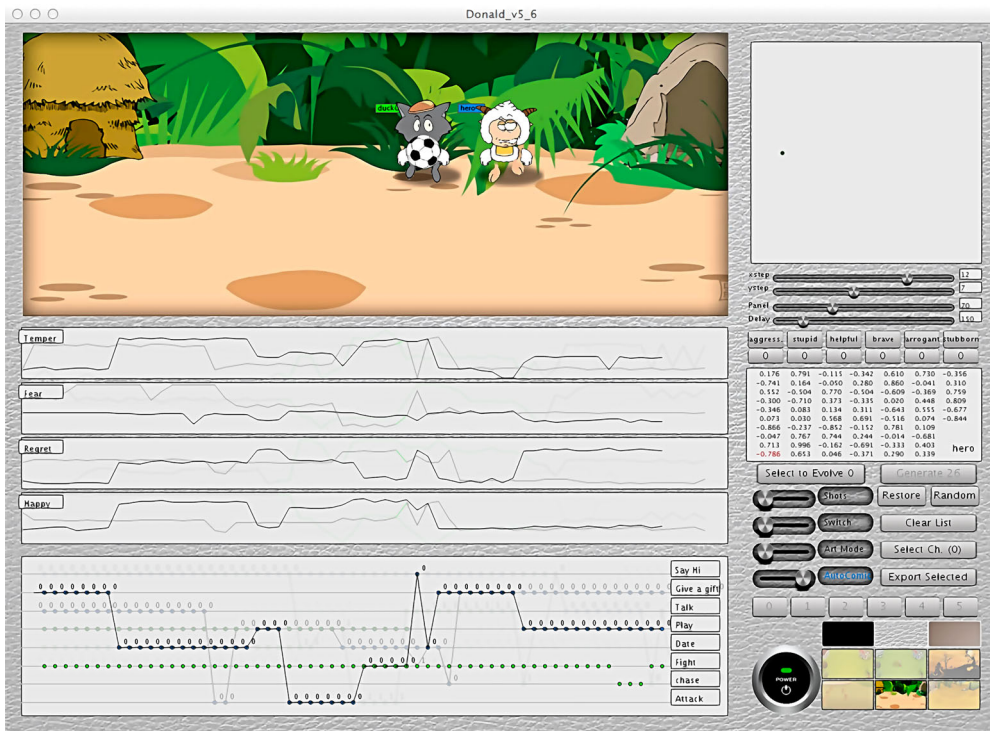 Donald_v5_6
duck
hero
xstep 12
ystep 7
Panel 70
Delay 150
Temper
Fear
Regret
Happy
aggress. stupid helpful brave arrogant stubborn
0 0 0 0 0 0
0.176 0.791 -0.115 -0.342 0.610 0.730 -0.356
-0.741 0.164 -0.050 0.280 0.860 -0.041 0.310
0.552 -0.504 0.770 -0.504 -0.609 -0.369 0.759
-0.300 -0.710 0.373 -0.335 0.020 0.448 0.809
-0.346 0.083 0.134 0.311 -0.643 0.555 -0.677
0.073 0.030 0.568 0.691 -0.516 0.074 -0.844
-0.866 -0.237 -0.852 -0.152 0.781 0.109
-0.047 0.767 0.744 0.244 -0.014 -0.681
0.713 0.996 -0.162 -0.691 -0.333 0.403
-0.786 0.653 0.046 -0.371 0.290 0.339
hero
Select to Evolve 0 Generate 26
Shots Restore Random
Switch Clear List
Art Mode Select Ch. (0)
AutoCam Export Selected
0 1 2 3 4 5
POWER
Say Hi
Give a gift
Talk
Play
Date
Fight
chase
Attack